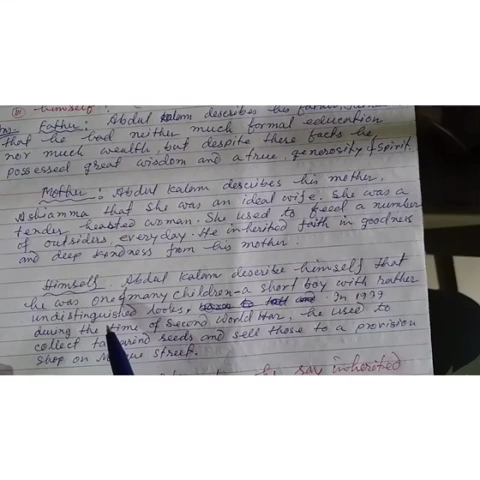 (iii) himself.
Ans Father: Abdul Kalam describes his father,
that he had neither much formal education
nor much wealth, but despite these facts he
possessed great wisdom and a true generosity of spirit.
Mother: Abdul Kalam describes his mother,
Ashiamma that she was an ideal wife. She was a
tender hearted woman. She used to feed a number
of outsiders, everyday. He inherited faith in goodness
and deep kindness from his mother.
Himself. Abdul Kalam describe himself that
he was one of many children - a short boy with rather
undistinguished looks, In 1939
during the time of Second World War, he used to
collect tamarind seeds and sell those to a provision
shop on Mosque Street.
say inherited